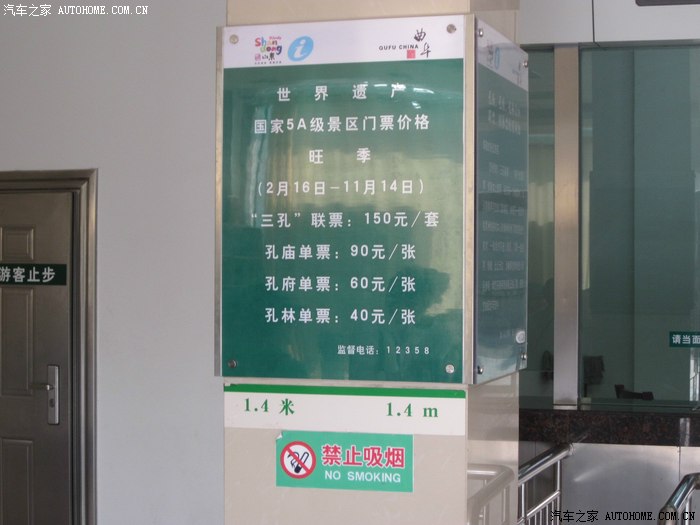 汽车之家 AUTOHOME.COM.CN
Shandong
QUFU CHINA
曲阜
世界遗产
国家5A级景区门票价格
旺季
(2月16日-11月14日)
“三孔”联票：150元/套
孔庙单票：90元/张
孔府单票：60元/张
孔林单票：40元/张
监督电话：12358
游客止步
请当面
1.4 米 1.4 m
禁止吸烟
NO SMOKING
汽车之家 AUTOHOME.COM.CN